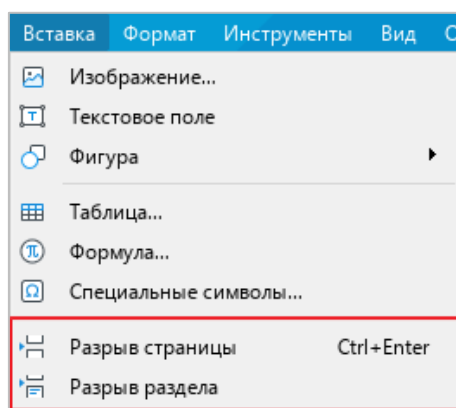 Вставка Формат Инструменты Вид
Изображение...
Текстовое поле
Фигура
Таблица...
Формула...
Специальные символы...
Разрыв страницы Ctrl+Enter
Разрыв раздела